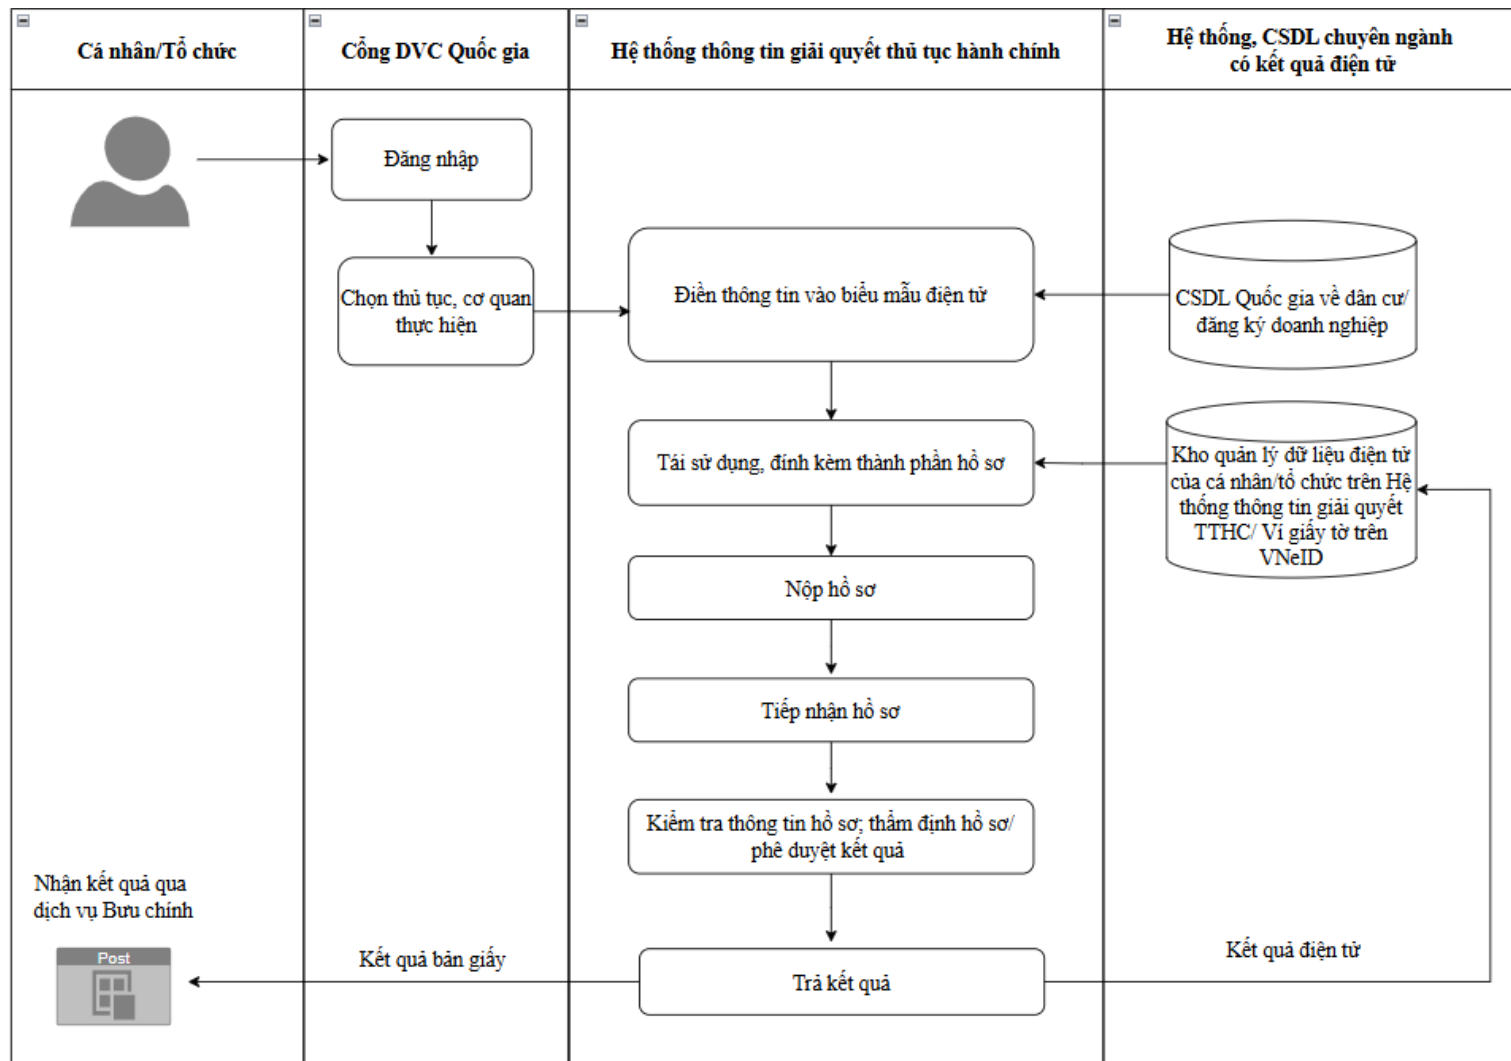 Cá nhân/Tổ chức
Cổng DVC Quốc gia
Hệ thống thông tin giải quyết thủ tục hành chính
Hệ thống, CSDL chuyên ngành
có kết quả điện tử
Đăng nhập
Chọn thủ tục, cơ quan
thực hiện
Điền thông tin vào biểu mẫu điện tử
CSDL Quốc gia về dân cư/
đăng ký doanh nghiệp
Tái sử dụng, đính kèm thành phần hồ sơ
Kho quản lý dữ liệu điện tử
của cá nhân/tổ chức trên Hệ
thống thông tin giải quyết
TTHC/ Ví giấy tờ trên
VNeID
Nộp hồ sơ
Tiếp nhận hồ sơ
Kiểm tra thông tin hồ sơ; thẩm định hồ sơ/
phê duyệt kết quả
Nhận kết quả qua
dịch vụ Bưu chính
Post
Kết quả bản giấy
Trả kết quả
Kết quả điện tử